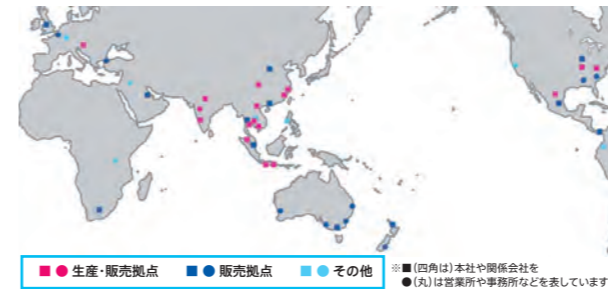 ■ ● 生産・販売拠点 ■ ● 販売拠点 ■ ● その他
※■(四角は)本社や関係会社を
●(丸)は営業所や事務所などを表しています